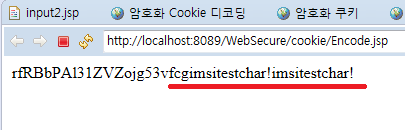 input2.jsp 암호화 Cookie 디코딩 암호화 쿠키
http://localhost:8089/WebSecure/cookie/Encode.jsp
rfRBbPAl31ZVZojg53vfcgimsitestchar!imsitestchar!